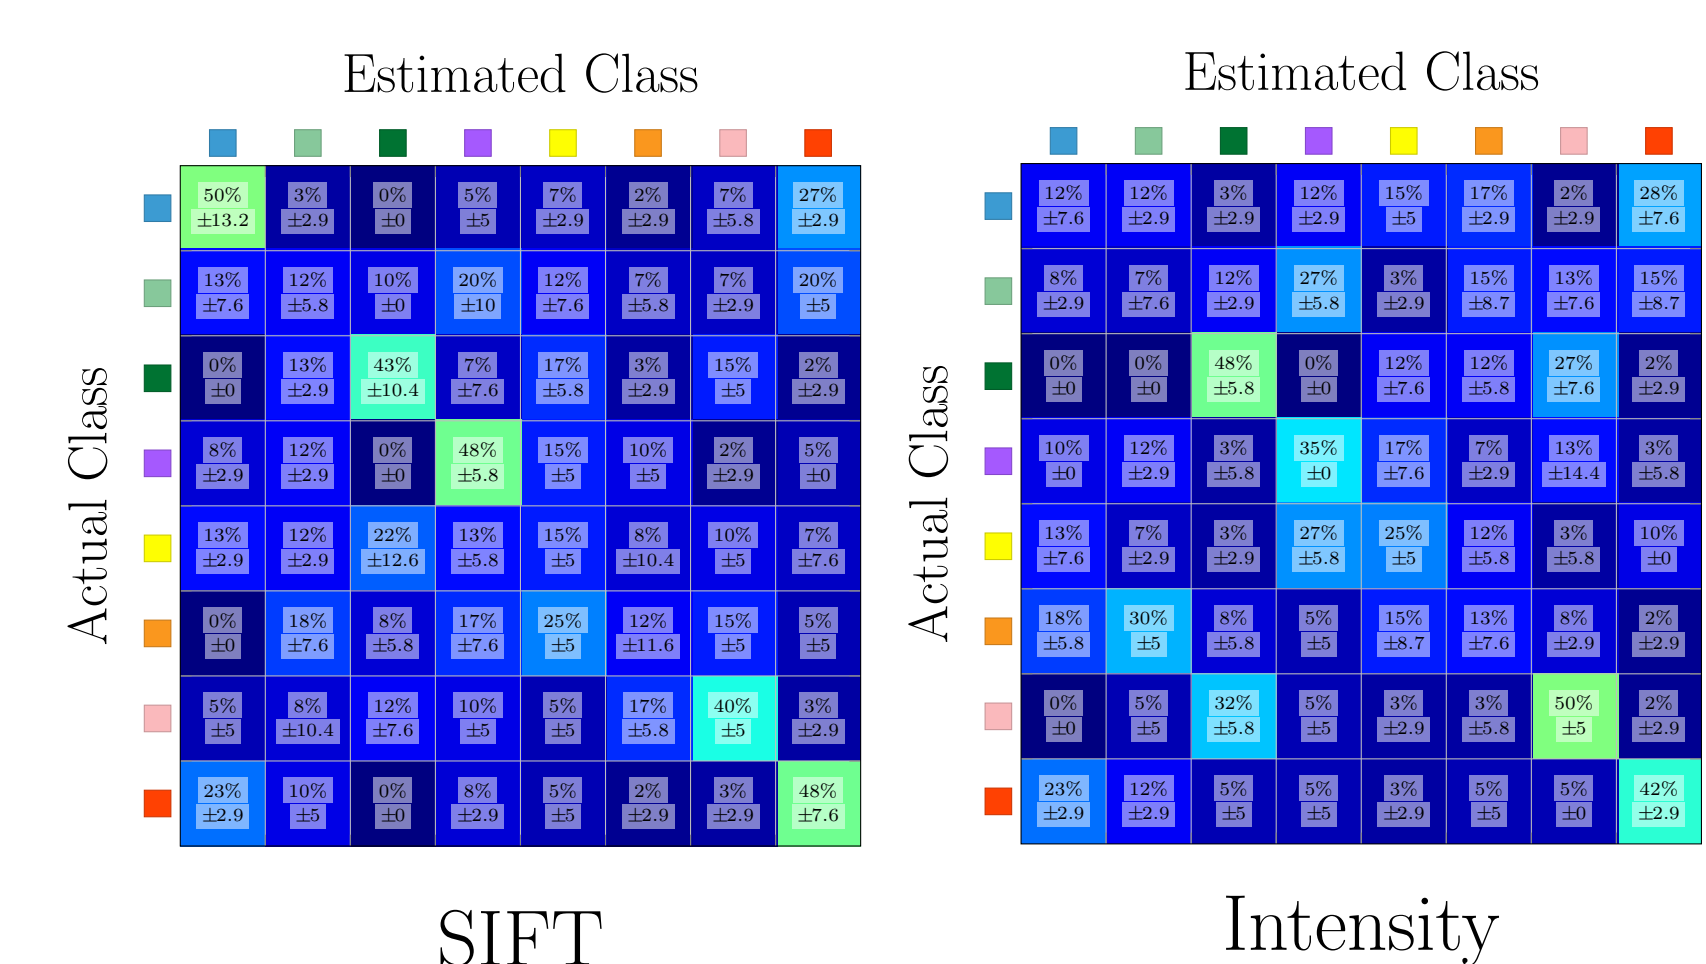 Estimated Class
Actual Class
50% 3% 0% 5% 7% 2% 7% 27%
±13.2 ±2.9 ±0 ±5 ±2.9 ±2.9 ±5.8 ±2.9
13% 12% 10% 20% 12% 7% 7% 20%
±7.6 ±5.8 ±0 ±10 ±7.6 ±5.8 ±2.9 ±5
0% 13% 43% 7% 17% 3% 15% 2%
±0 ±2.9 ±10.4 ±7.6 ±5.8 ±2.9 ±5 ±2.9
8% 12% 0% 48% 15% 10% 2% 5%
±2.9 ±2.9 ±0 ±5.8 ±5 ±5 ±2.9 ±0
13% 12% 22% 13% 15% 8% 10% 7%
±2.9 ±2.9 ±12.6 ±5.8 ±5 ±10.4 ±5 ±7.6
0% 18% 8% 17% 25% 12% 15% 5%
±0 ±7.6 ±5.8 ±7.6 ±5 ±11.6 ±5 ±5
5% 8% 12% 10% 5% 17% 40% 3%
±5 ±10.4 ±7.6 ±5 ±5 ±5.8 ±5 ±2.9
23% 10% 0% 8% 5% 2% 3% 48%
±2.9 ±5 ±0 ±2.9 ±5 ±2.9 ±2.9 ±7.6
SIFT
Estimated Class
Actual Class
12% 12% 3% 12% 15% 17% 2% 28%
±7.6 ±2.9 ±2.9 ±2.9 ±5 ±2.9 ±2.9 ±7.6
8% 7% 12% 27% 3% 15% 13% 15%
±2.9 ±7.6 ±2.9 ±5.8 ±2.9 ±8.7 ±7.6 ±8.7
0% 0% 48% 0% 12% 12% 27% 2%
±0 ±0 ±5.8 ±0 ±7.6 ±5.8 ±7.6 ±2.9
10% 12% 3% 35% 17% 7% 13% 3%
±0 ±2.9 ±5.8 ±0 ±7.6 ±2.9 ±14.4 ±5.8
13% 7% 3% 27% 25% 12% 3% 10%
±7.6 ±2.9 ±2.9 ±5.8 ±5 ±5.8 ±5.8 ±0
18% 30% 8% 5% 15% 13% 8% 2%
±5.8 ±5 ±5.8 ±5 ±8.7 ±7.6 ±2.9 ±2.9
0% 5% 32% 5% 3% 3% 50% 2%
±0 ±5 ±5.8 ±5 ±2.9 ±5.8 ±5 ±2.9
23% 12% 5% 5% 3% 5% 5% 42%
±2.9 ±2.9 ±5 ±5 ±2.9 ±5 ±0 ±2.9
Intensity